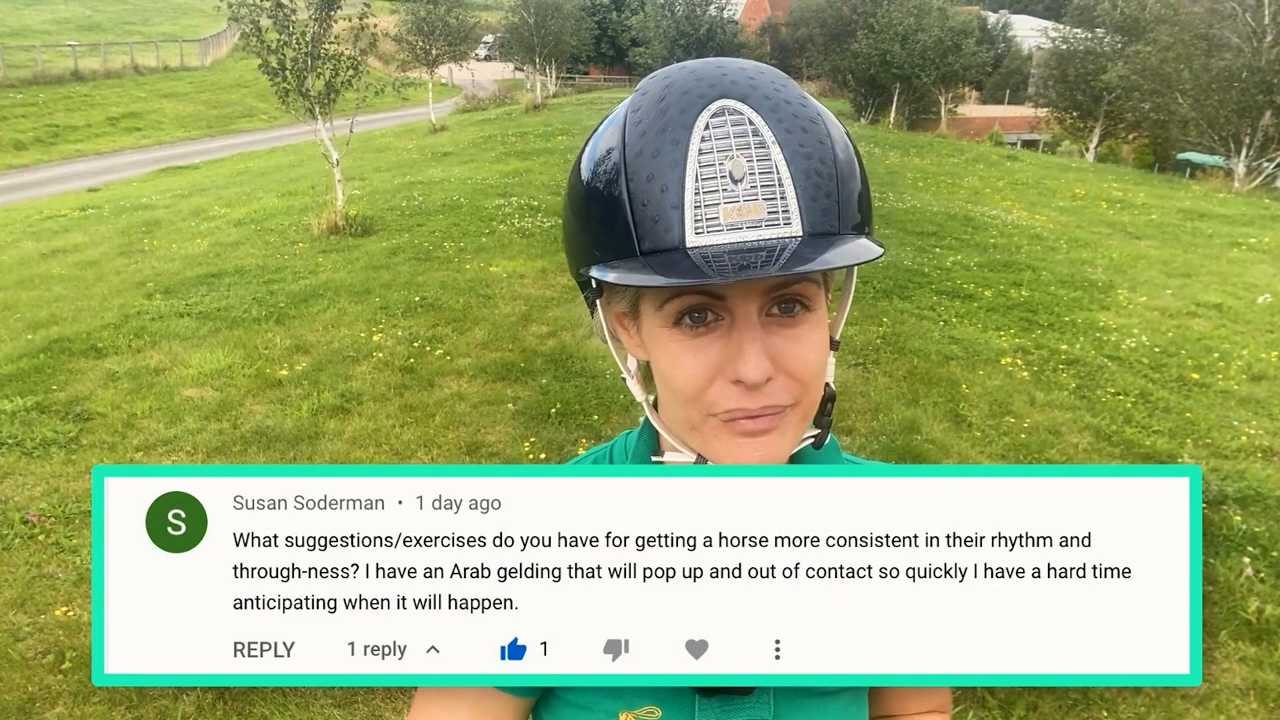 S
Susan Soderman • 1 day ago
What suggestions/exercises do you have for getting a horse more consistent in their rhythm and
through-ness? I have an Arab gelding that will pop up and out of contact so quickly I have a hard time
anticipating when it will happen.
REPLY 1 reply 1